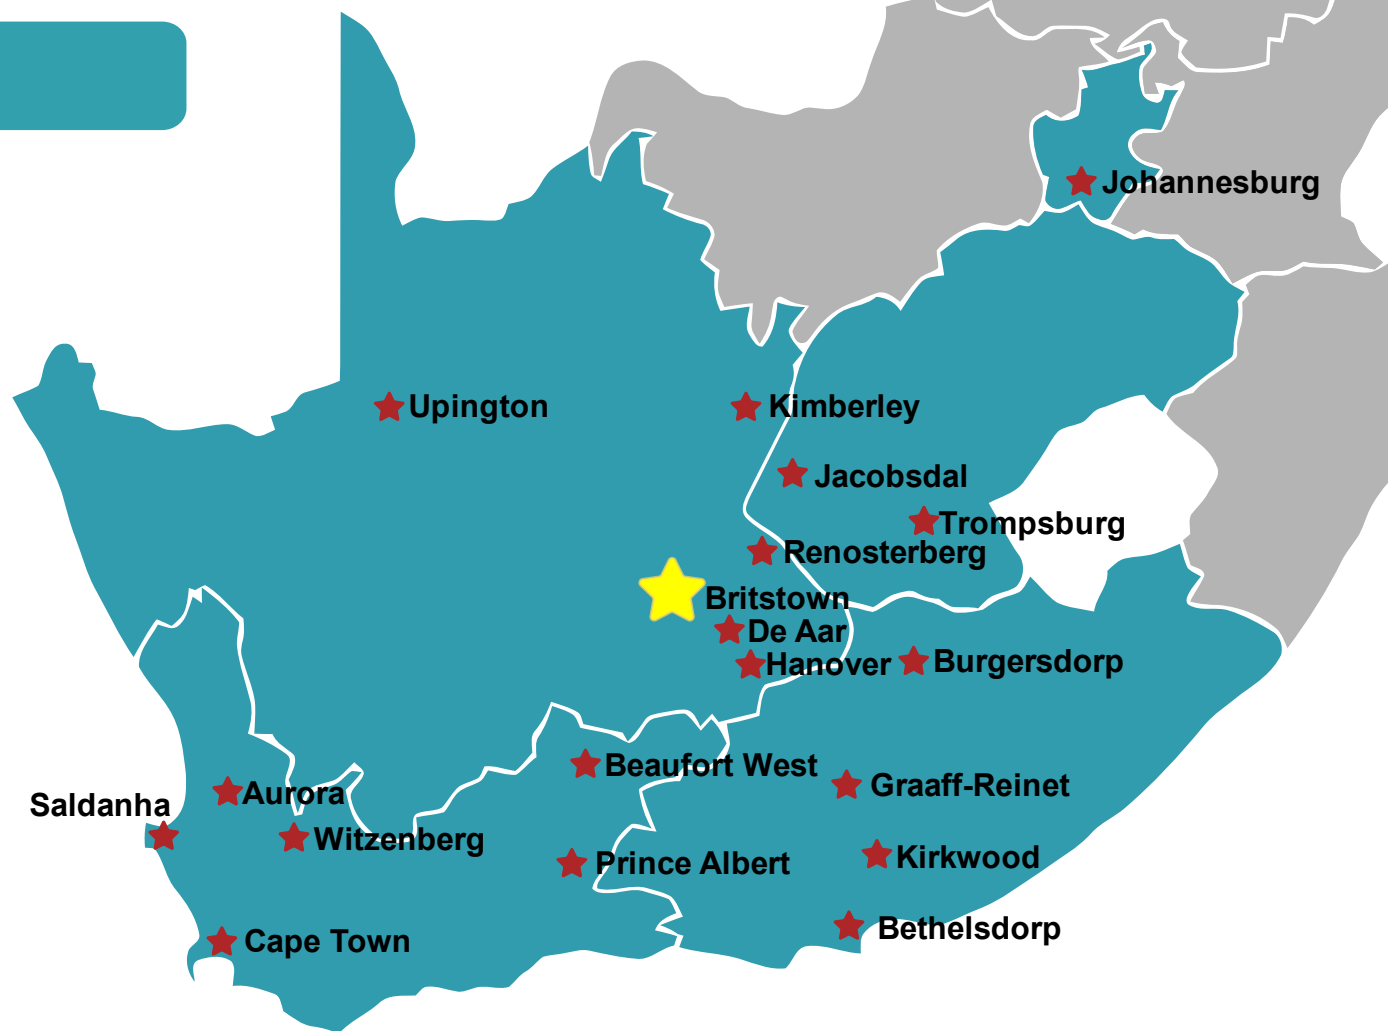 Johannesburg
Upington
Kimberley
Jacobsdal
Trompsburg
Renosterberg
Britstown
De Aar
Hanover
Burgersdorp
Beaufort West
Graaff-Reinet
Aurora
Saldanha
Witzenberg
Kirkwood
Prince Albert
Bethelsdorp
Cape Town